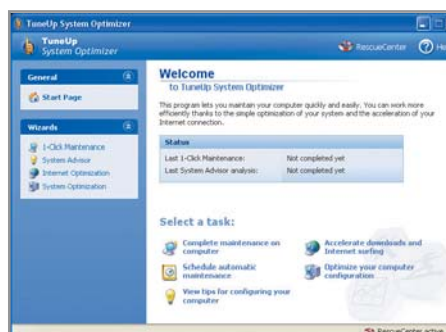 TuneUp System Optimizer
TuneUp
System Optimizer
RescueCenter
General
Start Page
Wizards
1-Click Maintenance
System Advisor
Internet Optimization
System Optimization
Welcome
to TuneUp System Optimizer
This program lets you maintain your computer quickly and easily. You can work more
efficiently thanks to the simple optimization of your system and the acceleration of your
Internet connection.
Status
Last 1-Click Maintenance: Not completed yet
Last System Advisor analysis: Not completed yet
Select a task:
Complete maintenance on
computer
Accelerate downloads and
Internet surfing
Schedule automatic
maintenance
Optimize your computer
configuration
View tips for configuring your
computer
RescueCenter active